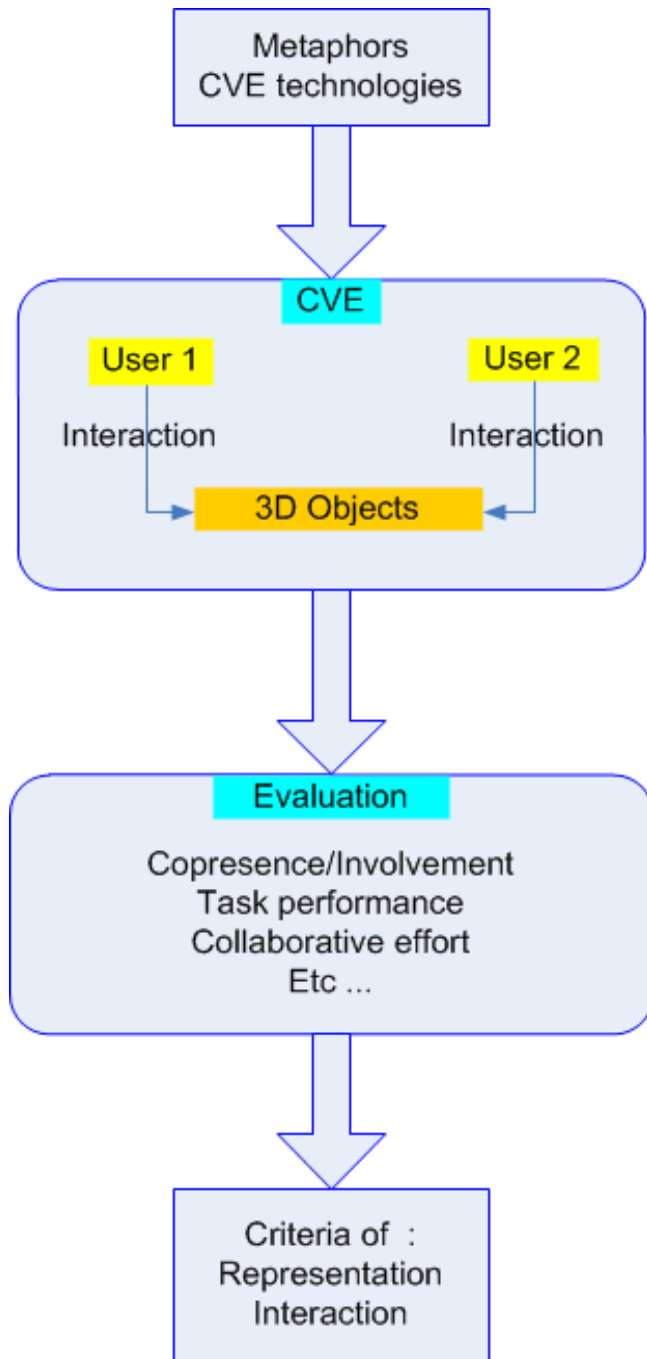 Metaphors
CVE technologies
CVE
User 1
User 2
Interaction
Interaction
3D Objects
Evaluation
Copresence/Involvement
Task performance
Collaborative effort
Etc ...
Criteria of :
Representation
Interaction